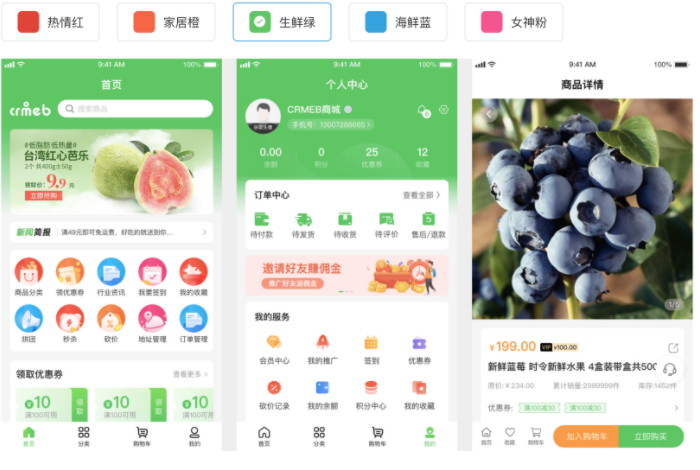 热情红
家居橙
生鲜绿
海鲜蓝
女神粉
9:41 AM
100%
首页
crmeb
搜索商品
#低脂肪 低热量#
台湾红心芭乐
2个 共400g±50g
领取价：9.9元
立即抢购
新闻简报
满49元即可免运费，好吃的就送到你...
商品分类
领优惠券
行业资讯
我要签到
我的收藏
拼团
秒杀
砍价
地址管理
订单管理
领取优惠券
查看更多 >
¥10
满100可用
领取
¥10
满100可用
领取
¥10
满100可用
首页
分类
购物车
我的
9:41 AM
100%
个人中心
CRMEB商城
手机号：13007286665 >
6
0.00
余额
0
积分
25
优惠券
12
收藏
订单中心
查看全部 >
待付款
待发货
待收货
待评价
售后/退款
邀请好友赚佣金
推广好友返佣金
我的服务
会员中心
我的推广
签到
优惠券
砍价记录
我的余额
积分中心
我的收藏
首页
分类
购物车
我的
9:41 AM
100%
商品详情
1/5
¥199.00
VIP
¥100.00
新鲜蓝莓 时令新鲜水果 4盒装带盒共500
原价：¥234.00
累计销量:2999999件
库存:1452件
优惠券：
满100减30
满100减30
首页
收藏
购物车
加入购物车
立即购买